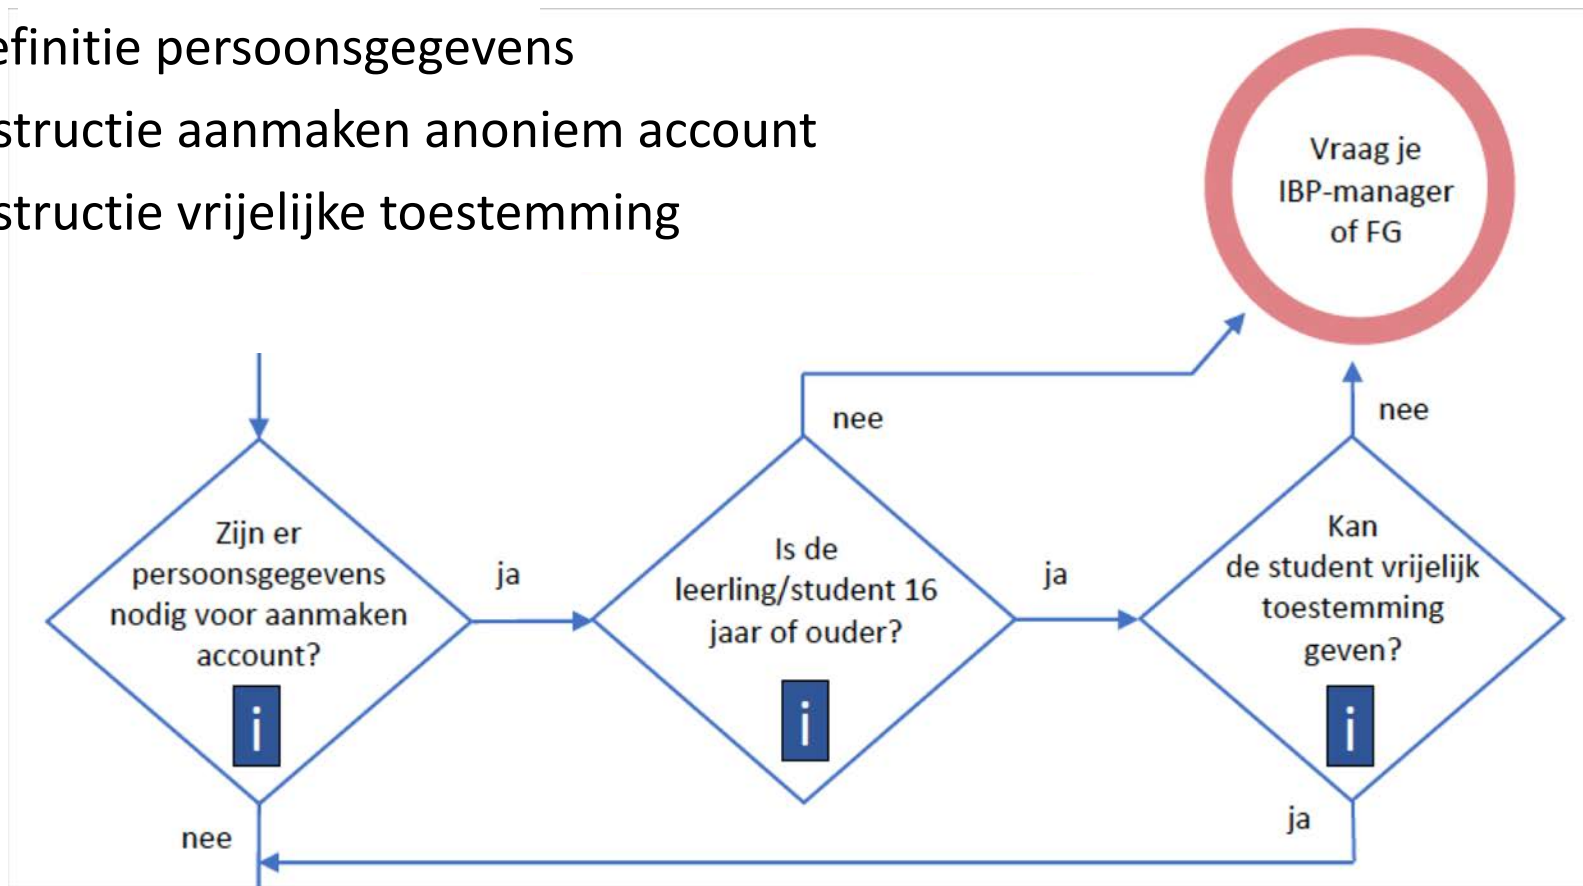 efinitie persoonsgegevens
structie aanmaken anoniem account
structie vrijelijke toestemming
Vraag je
IBP-manager
of FG
nee
nee
Zijn er
persoonsgegevens
nodig voor aanmaken
account?
i
ja
Is de
leerling/student 16
jaar of ouder?
i
ja
Kan
de student vrijelijk
toestemming
geven?
i
nee
ja